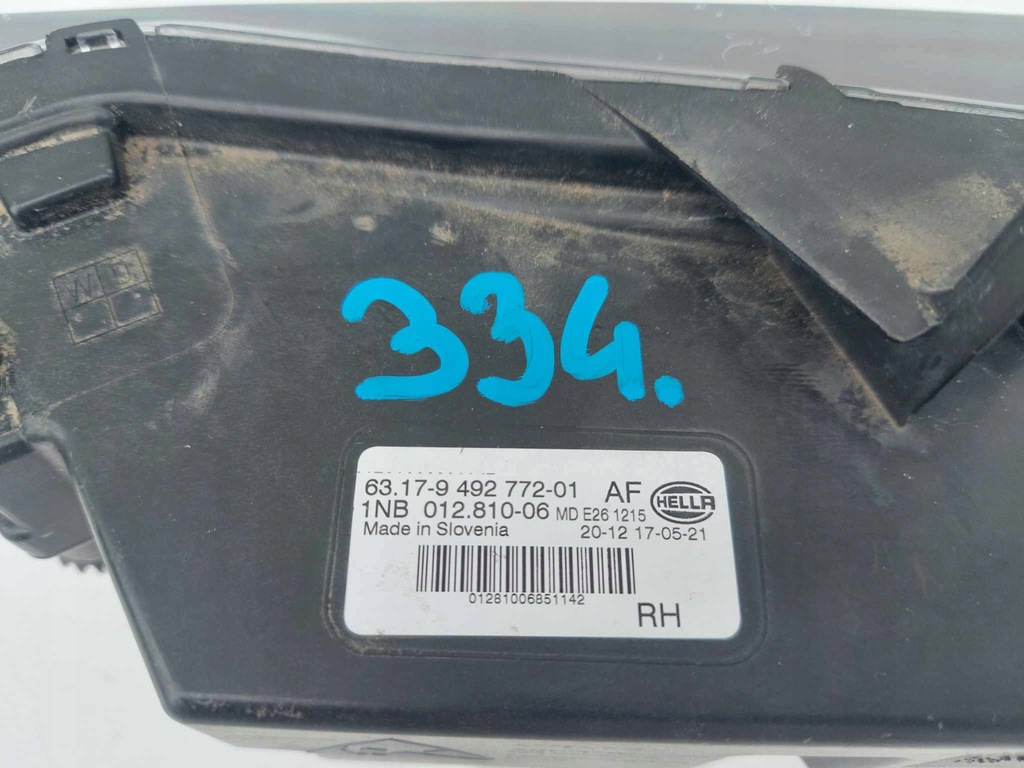 334.
63.17-9 492 772-01 AF HELLA
1NB 012.810-06 MD E26 1215
Made in Slovenia 20-12 17-05-21
01281006851142
RH